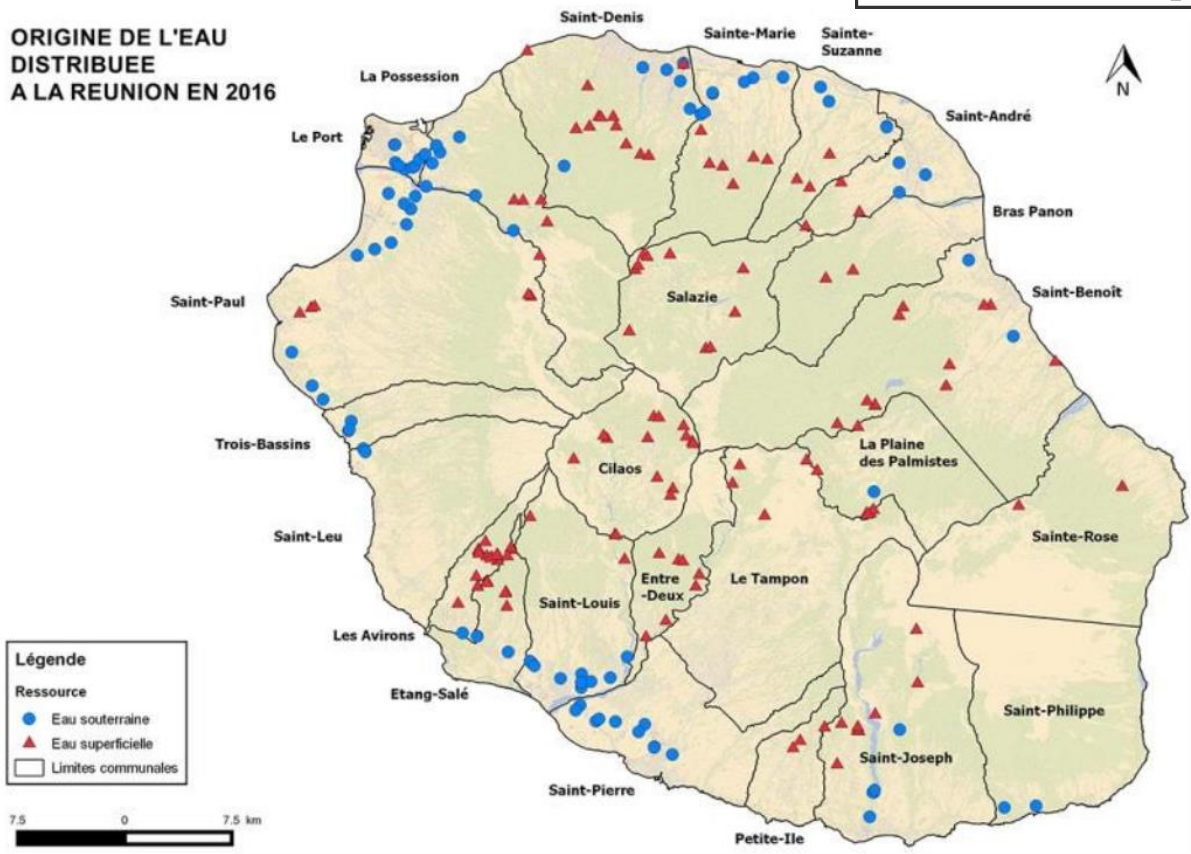 ORIGINE DE L'EAU
DISTRIBUEE
A LA REUNION EN 2016
Saint-Denis
Sainte-Marie
Sainte-
Suzanne
La Possession
N
Saint-André
Le Port
Bras Panon
Saint-Paul
Salazie
Saint-Benoît
Trois-Bassins
Cilaos
La Plaine
des Palmistes
Saint-Leu
Sainte-Rose
Entre
-Deux
Le Tampon
Saint-Louis
Les Avirons
Etang-Salé
Saint-Philippe
Saint-Joseph
Saint-Pierre
Petite-Ile
Légende
Ressource
Eau souterraine
Eau superficielle
Limites communales
7.5 0 7.5 km